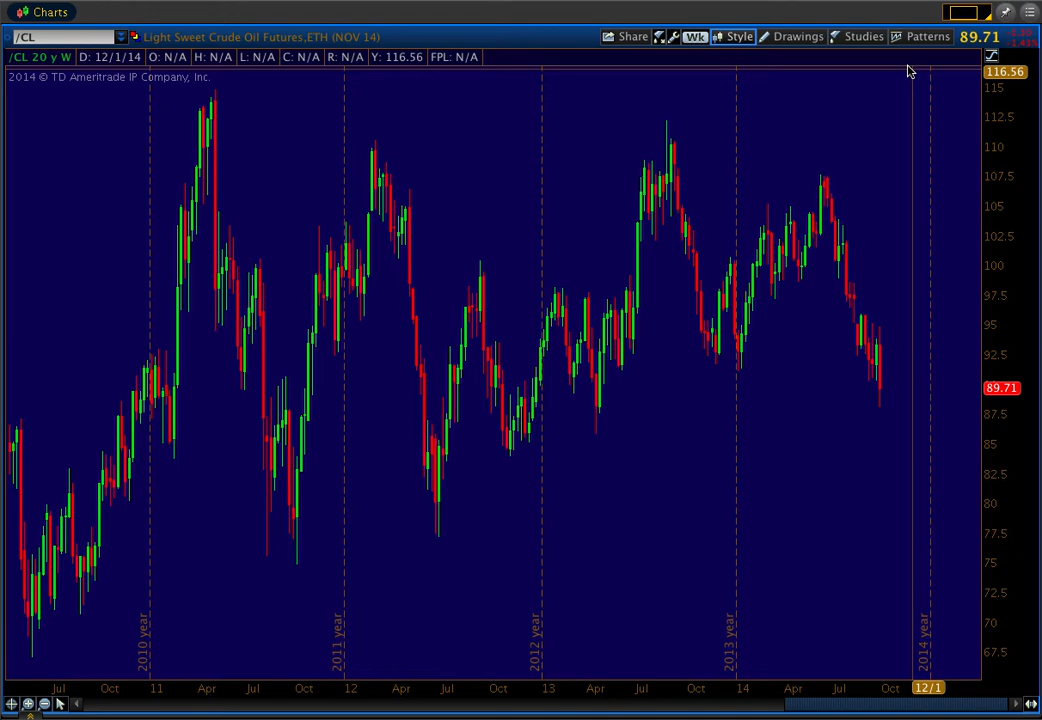 Charts
/CL
Light Sweet Crude Oil Futures,ETH (NOV 14)
Share
Wk
Style
Drawings
Studies
Patterns
89.71
-1.30
-1.43%
/CL 20 y W
D: 12/1/14
O: N/A
H: N/A
L: N/A
C: N/A
R: N/A
Y: 116.56
FPL: N/A
2014 © TD Ameritrade IP Company, Inc.
116.56
115
112.5
110
107.5
105
102.5
100
97.5
95
92.5
89.71
87.5
85
82.5
80
77.5
75
72.5
70
67.5
2010 year
2011 year
2012 year
2013 year
2014 year
Jul
Oct
11
Apr
Jul
Oct
12
Apr
Jul
Oct
13
Apr
Jul
Oct
14
Apr
Jul
Oct
12/1